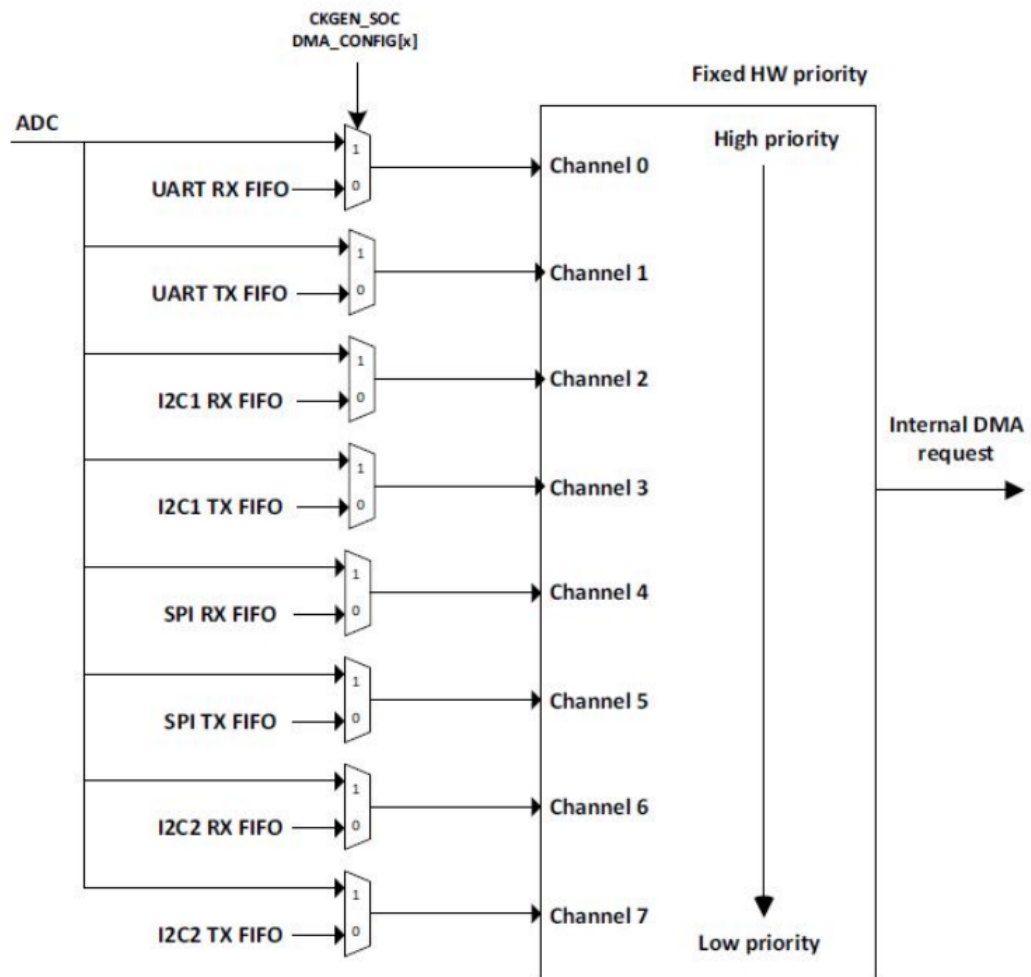 CKGEN_SOC
DMA_CONFIG[x]
Fixed HW priority
ADC
High priority
1
0
UART RX FIFO
Channel 0
1
0
UART TX FIFO
Channel 1
1
0
I2C1 RX FIFO
Channel 2
1
0
I2C1 TX FIFO
Channel 3
Internal DMA
request
1
0
SPI RX FIFO
Channel 4
1
0
SPI TX FIFO
Channel 5
1
0
I2C2 RX FIFO
Channel 6
1
0
I2C2 TX FIFO
Channel 7
Low priority